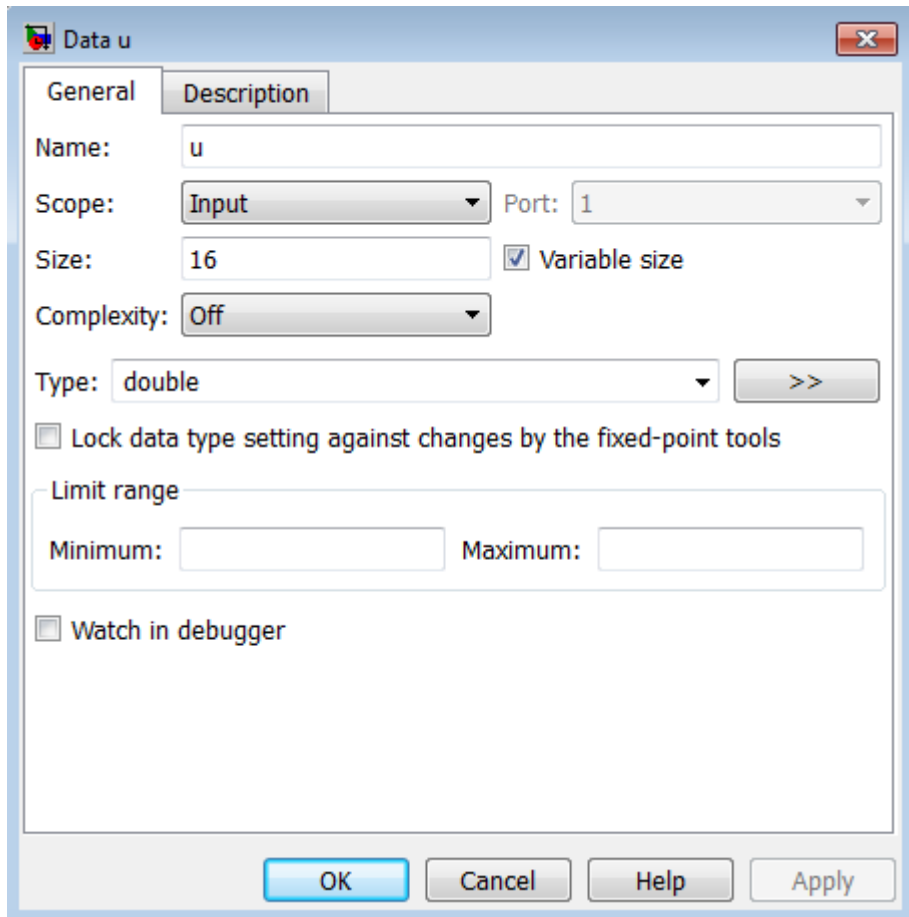 Data u
General Description
Name: u
Scope: Input Port: 1
Size: 16 Variable size
Complexity: Off
Type: double >>
Lock data type setting against changes by the fixed-point tools
Limit range
Minimum: Maximum:
Watch in debugger
OK Cancel Help Apply